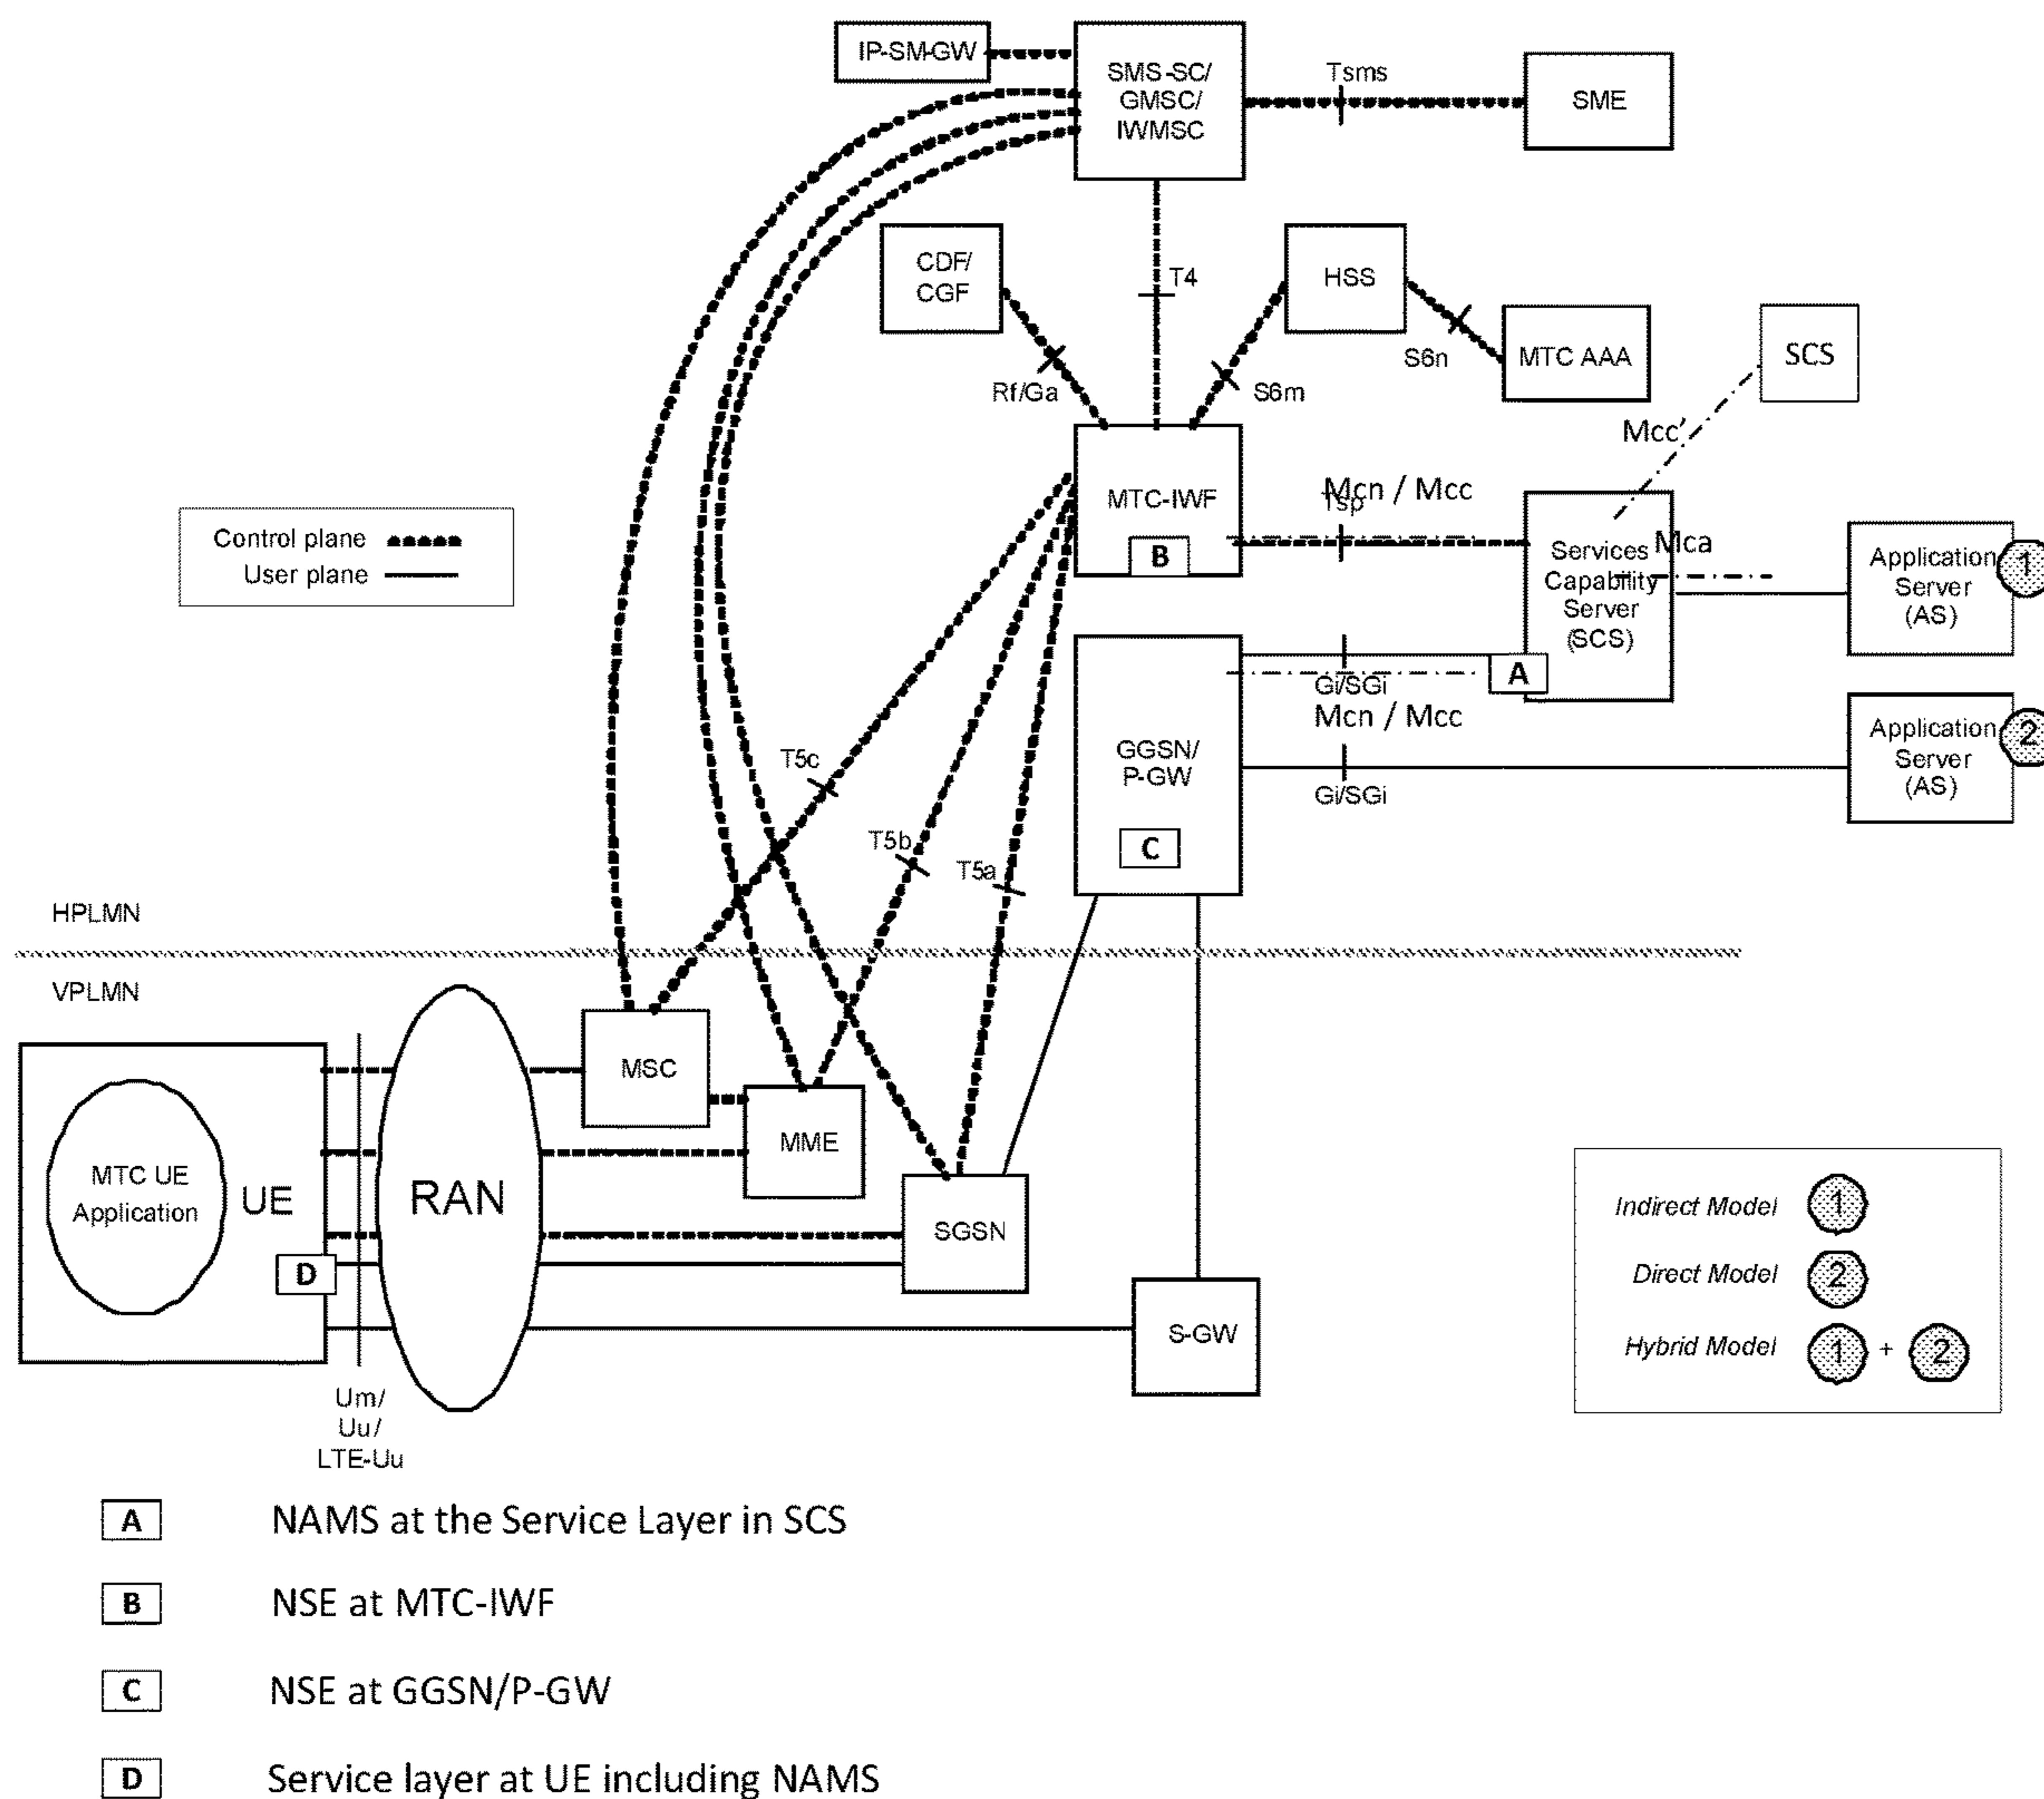 IP-SM-GW
SMS-SC/
GMSC/
IWMSC
Tsms
SME
CDF/
CGF
T4
HSS
Rf/Ga
S6m
S6n
MTC AAA
SCS
Mcc'
MTC-IWF
B
Mcn / Mcc
Tsp
Control plane
User plane
Services
Capability
Server
(SCS)
Mca
Application
Server
(AS)
1
A
Gi/SGi
Mcn / Mcc
GGSN/
P-GW
C
Gi/SGi
Application
Server
(AS)
2
T5c
T5b
T5a
HPLMN
VPLMN
MSC
MME
SGSN
S-GW
MTC UE
Application
UE
D
RAN
Um/
Uu/
LTE-Uu
Indirect Model 1
Direct Model 2
Hybrid Model 1 + 2
A NAMS at the Service Layer in SCS
B NSE at MTC-IWF
C NSE at GGSN/P-GW
D Service layer at UE including NAMS